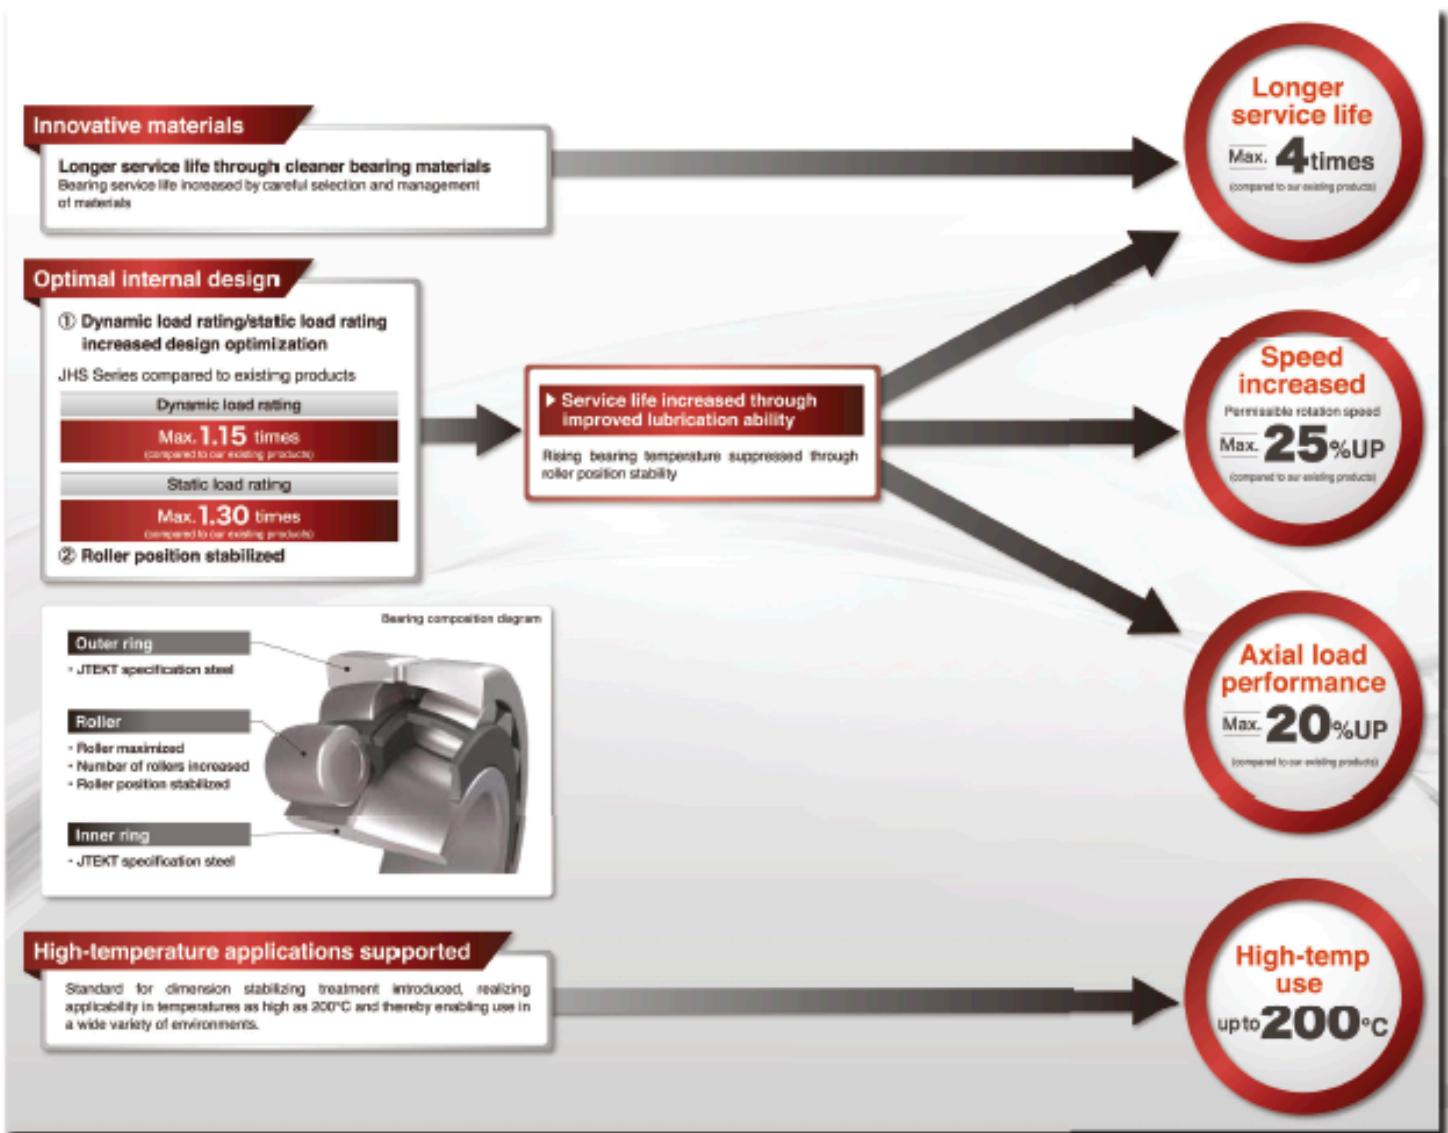 Innovative materials
Longer service life through cleaner bearing materials
Bearing service life increased by careful selection and management
of materials
Optimal internal design
① Dynamic load rating/static load rating
increased design optimization
JHS Series compared to existing products
Dynamic load rating
Max. 1.15 times
(compared to our existing products)
Static load rating
Max. 1.30 times
(compared to our existing products)
② Roller position stabilized
▶ Service life increased through
improved lubrication ability
Rising bearing temperature suppressed through
roller position stability
Bearing composition diagram
Outer ring
・JTEKT specification steel
Roller
・Roller maximized
・Number of rollers increased
・Roller position stabilized
Inner ring
・JTEKT specification steel
High-temperature applications supported
Standard for dimension stabilizing treatment introduced, realizing
applicability in temperatures as high as 200°C and thereby enabling use in
a wide variety of environments.
Longer
service life
Max. 4 times
(compared to our existing products)
Speed
increased
Permissible rotation speed
Max. 25%UP
(compared to our existing products)
Axial load
performance
Max. 20%UP
(compared to our existing products)
High-temp
use
up to 200°C